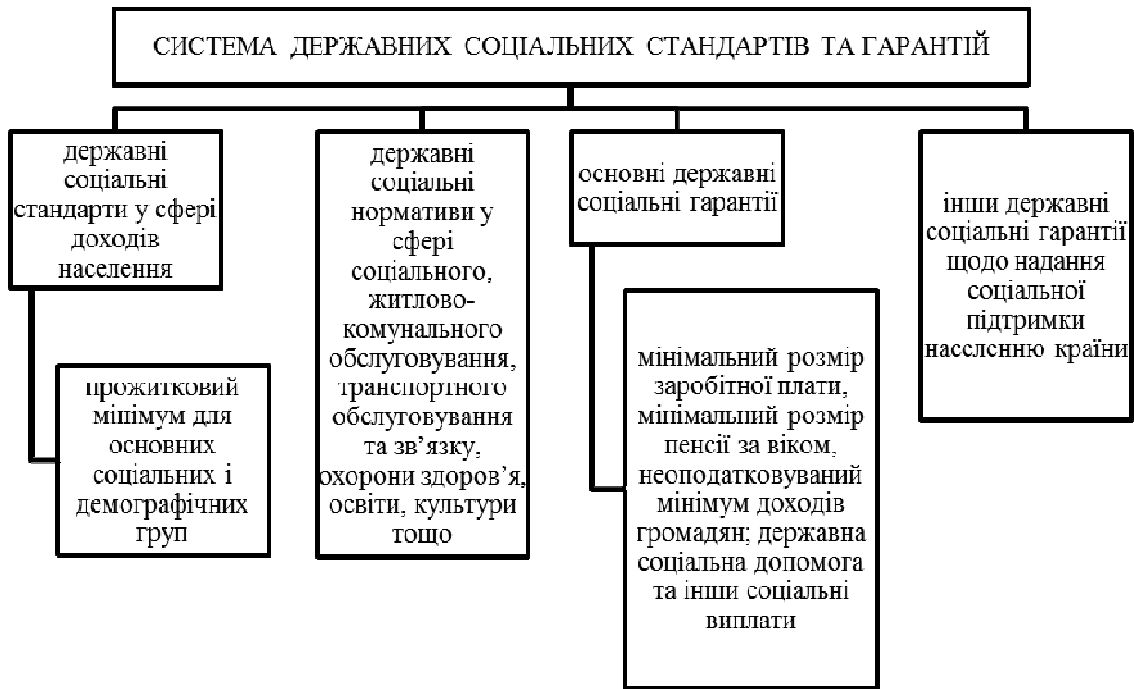 СИСТЕМА ДЕРЖАВНИХ СОЦІАЛЬНИХ СТАНДАРТІВ ТА ГАРАНТІЙ
державні
соціальні
стандарти у сфері
доходів
населення
прожитковий
мінімум для
основних
соціальних і
демографічних
груп
державні
соціальні
нормативи у
сфері
соціального,
житлово-
комунального
обслуговування,
транспортного
обслуговування
та зв’язку,
охорони здоров’я,
освіти, культури
тощо
основні державні
соціальні гарантії
мінімальний розмір
заробітної плати,
мінімальний розмір
пенсії за віком,
неоподатковуваний
мінімум доходів
громадян; державна
соціальна допомога
та інши соціальні
виплати
інши державні
соціальні гарантії
щодо надання
соціальної
підтримки
населенню країни